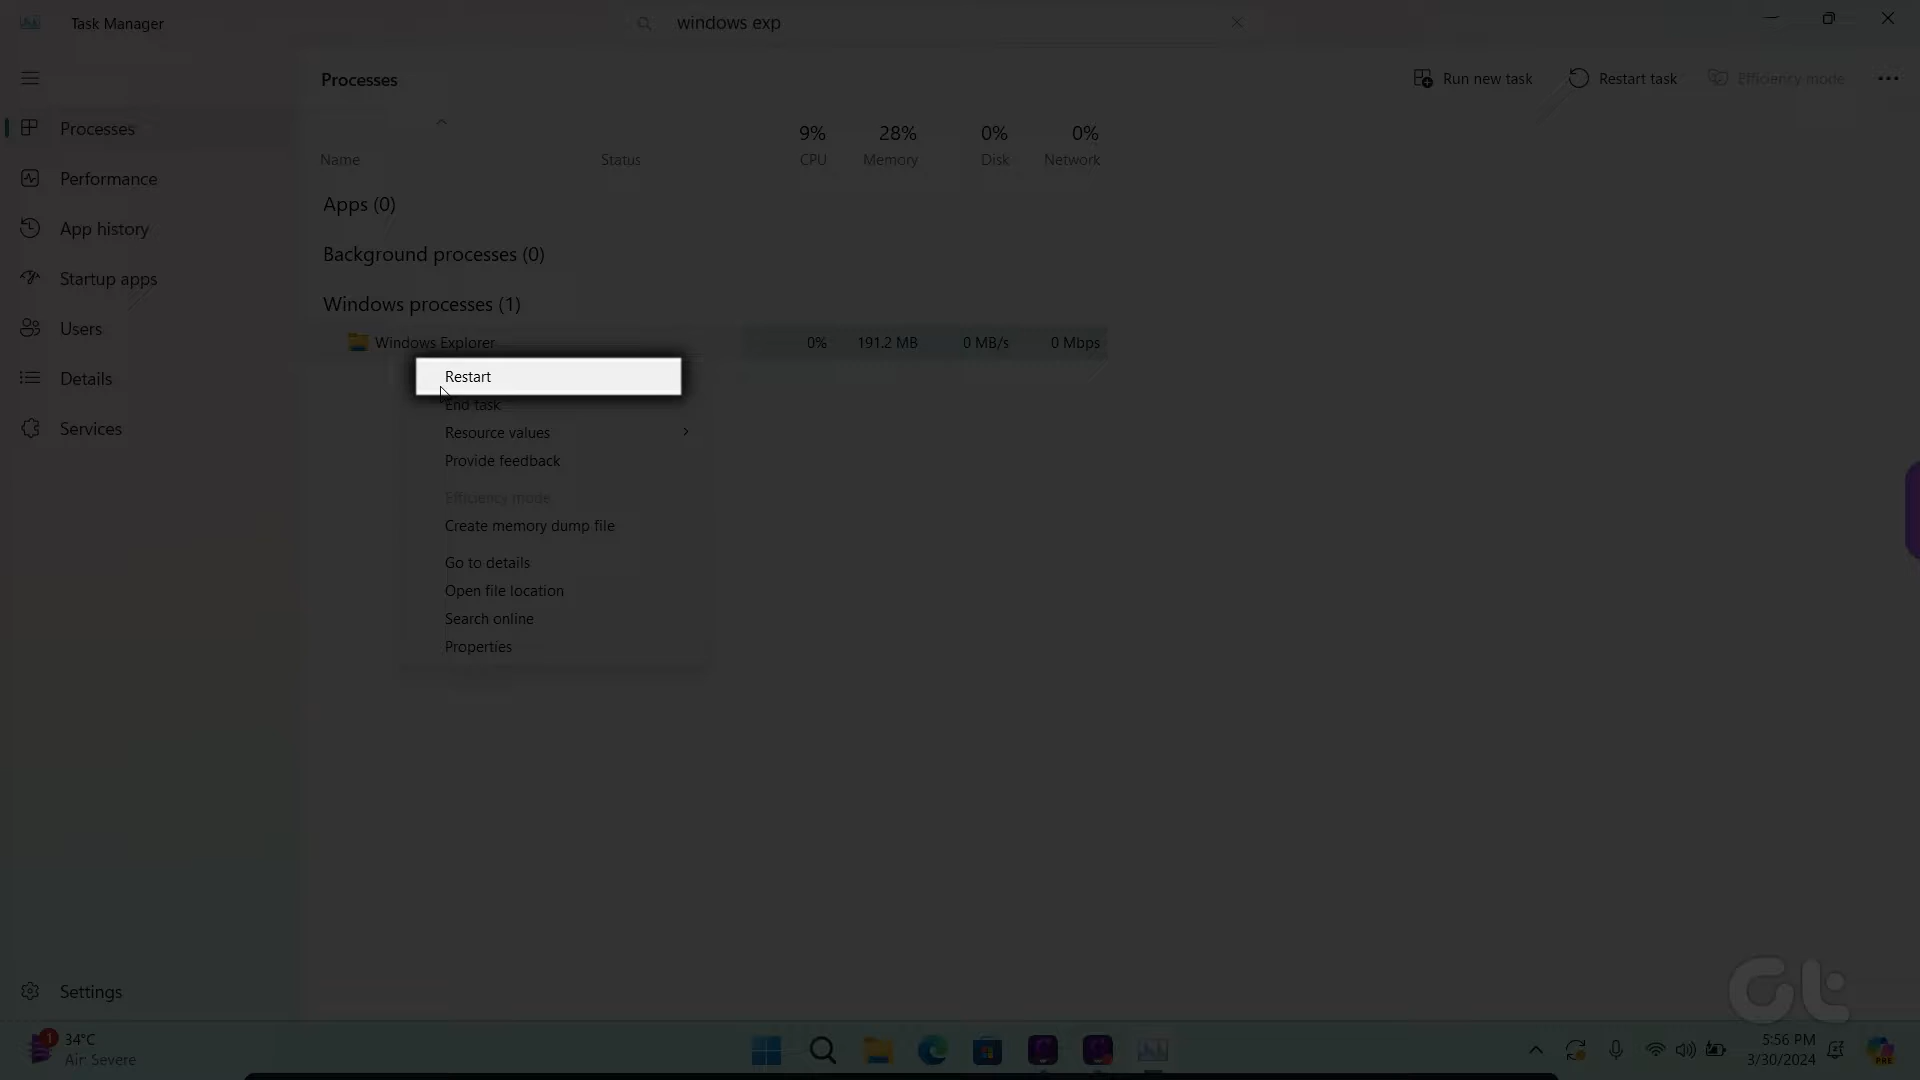 Task Manager
windows exp
Processes
Run new task
Restart task
Efficiency mode
Processes
Performance
App history
Startup apps
Users
Details
Services
Settings
9%
28%
0%
0%
Name
Status
CPU
Memory
Disk
Network
Apps (0)
Background processes (0)
Windows processes (1)
Windows Explorer
0%
191.2 MB
0 MB/s
0 Mbps
Restart
End task
Resource values
Provide feedback
Efficiency mode
Create memory dump file
Go to details
Open file location
Search online
Properties
GT
1
34°C
Air: Severe
5:56 PM
3/30/2024
PRE